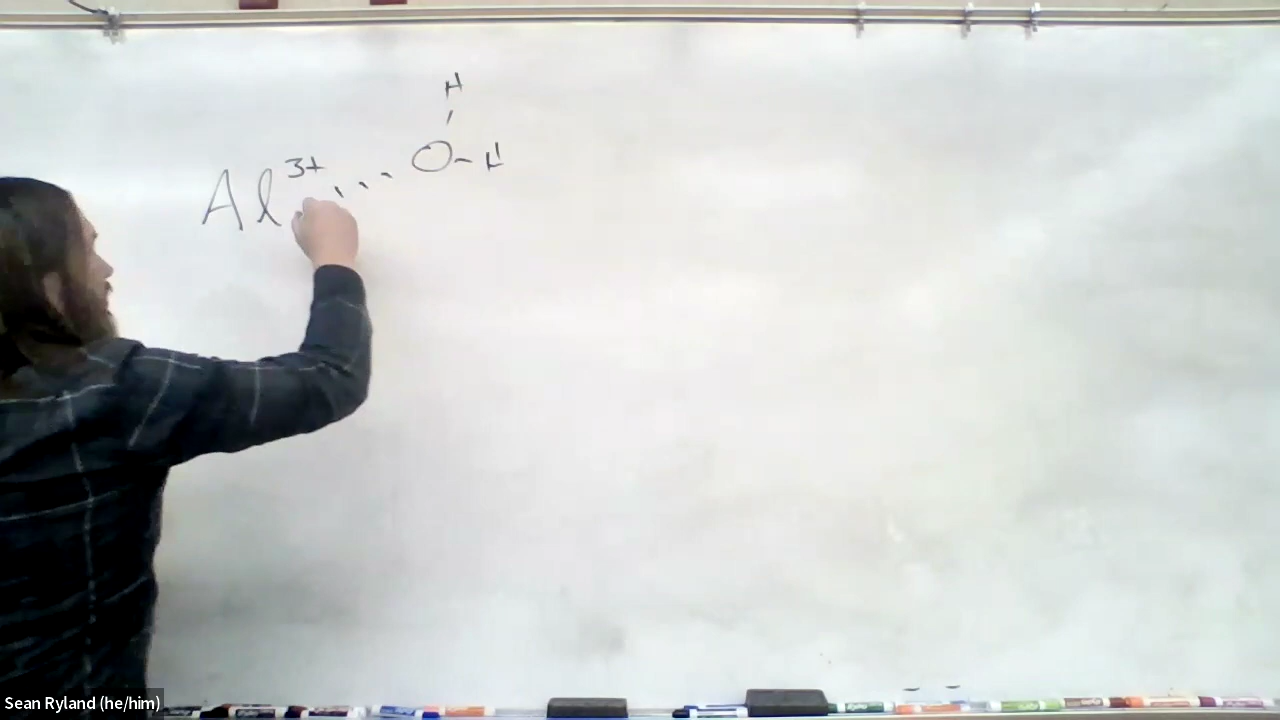 H
Al³⁺ ... O-H
Sean Ryland (he/him)